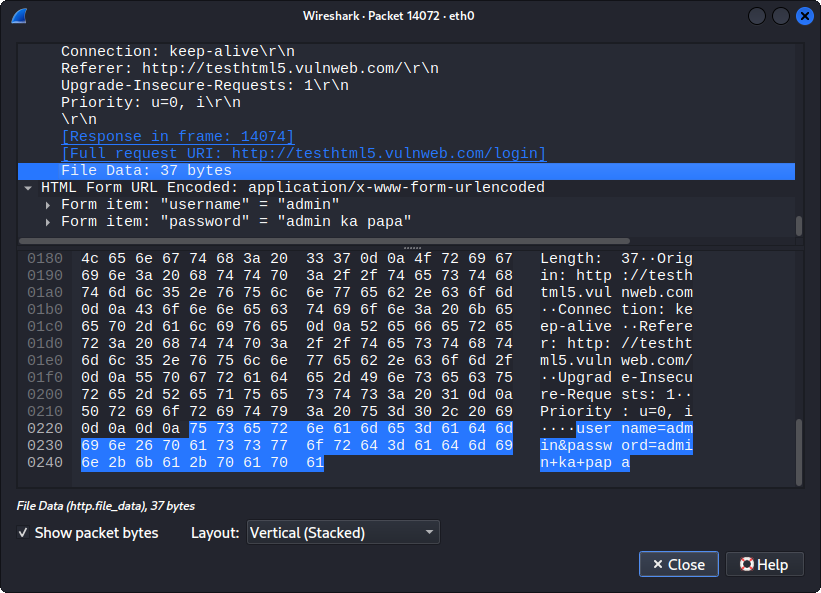 Wireshark · Packet 14072 · eth0
Connection: keep-alive\r\n
Referer: http://testhtml5.vulnweb.com/\r\n
Upgrade-Insecure-Requests: 1\r\n
Priority: u=0, i\r\n
\r\n
[Response in frame: 14074]
[Full request URI: http://testhtml5.vulnweb.com/login]
File Data: 37 bytes
HTML Form URL Encoded: application/x-www-form-urlencoded
Form item: "username" = "admin"
Form item: "password" = "admin ka papa"
0180 4c 65 6e 67 74 68 3a 20 33 37 0d 0a 4f 72 69 67 Length: 37··Orig
0190 69 6e 3a 20 68 74 74 70 3a 2f 2f 74 65 73 74 68 in: http ://testh
01a0 74 6d 6c 35 2e 76 75 6c 6e 77 65 62 2e 63 6f 6d tml5.vul nweb.com
01b0 0d 0a 43 6f 6e 6e 65 63 74 69 6f 6e 3a 20 6b 65 ··Connec tion: ke
01c0 65 70 2d 61 6c 69 76 65 0d 0a 52 65 66 65 72 65 ep-alive ··Refere
01d0 72 3a 20 68 74 74 70 3a 2f 2f 74 65 73 74 68 74 r: http: //testht
01e0 6d 6c 35 2e 76 75 6c 6e 77 65 62 2e 63 6f 6d 2f ml5.vuln web.com/
01f0 0d 0a 55 70 67 72 61 64 65 2d 49 6e 73 65 63 75 ··Upgrad e-Insecu
0200 72 65 2d 52 65 71 75 65 73 74 73 3a 20 31 0d 0a re-Reque sts: 1··
0210 50 72 69 6f 72 69 74 79 3a 20 75 3d 30 2c 20 69 Priority : u=0, i
0220 0d 0a 0d 0a 75 73 65 72 6e 61 6d 65 3d 61 64 6d ····user name=adm
0230 69 6e 26 70 61 73 73 77 6f 72 64 3d 61 64 6d 69 in&passw ord=admi
0240 6e 2b 6b 61 2b 70 61 70 61 n+ka+pap a
File Data (http.file_data), 37 bytes
Show packet bytes Layout: Vertical (Stacked)
Close Help